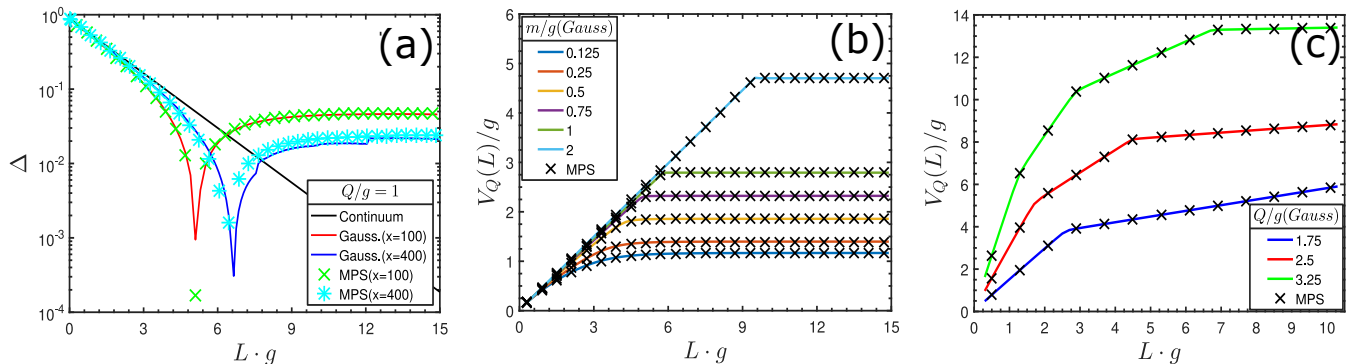 (a)
10^0
10^-1
10^-2
10^-3
10^-4
Δ
0 3 6 9 12 15
L · g
Q/g = 1
Continuum
Gauss.(x=100)
Gauss.(x=400)
MPS(x=100)
MPS(x=400)
(b)
6
5
4
3
2
1
0
V_Q(L)/g
0 3 6 9 12 15
L · g
m/g(Gauss)
0.125
0.25
0.5
0.75
1
2
MPS
(c)
14
12
10
8
6
4
2
0
V_Q(L)/g
0 1 2 3 4 5 6 7 8 9 10
L · g
Q/g(Gauss)
1.75
2.5
3.25
MPS